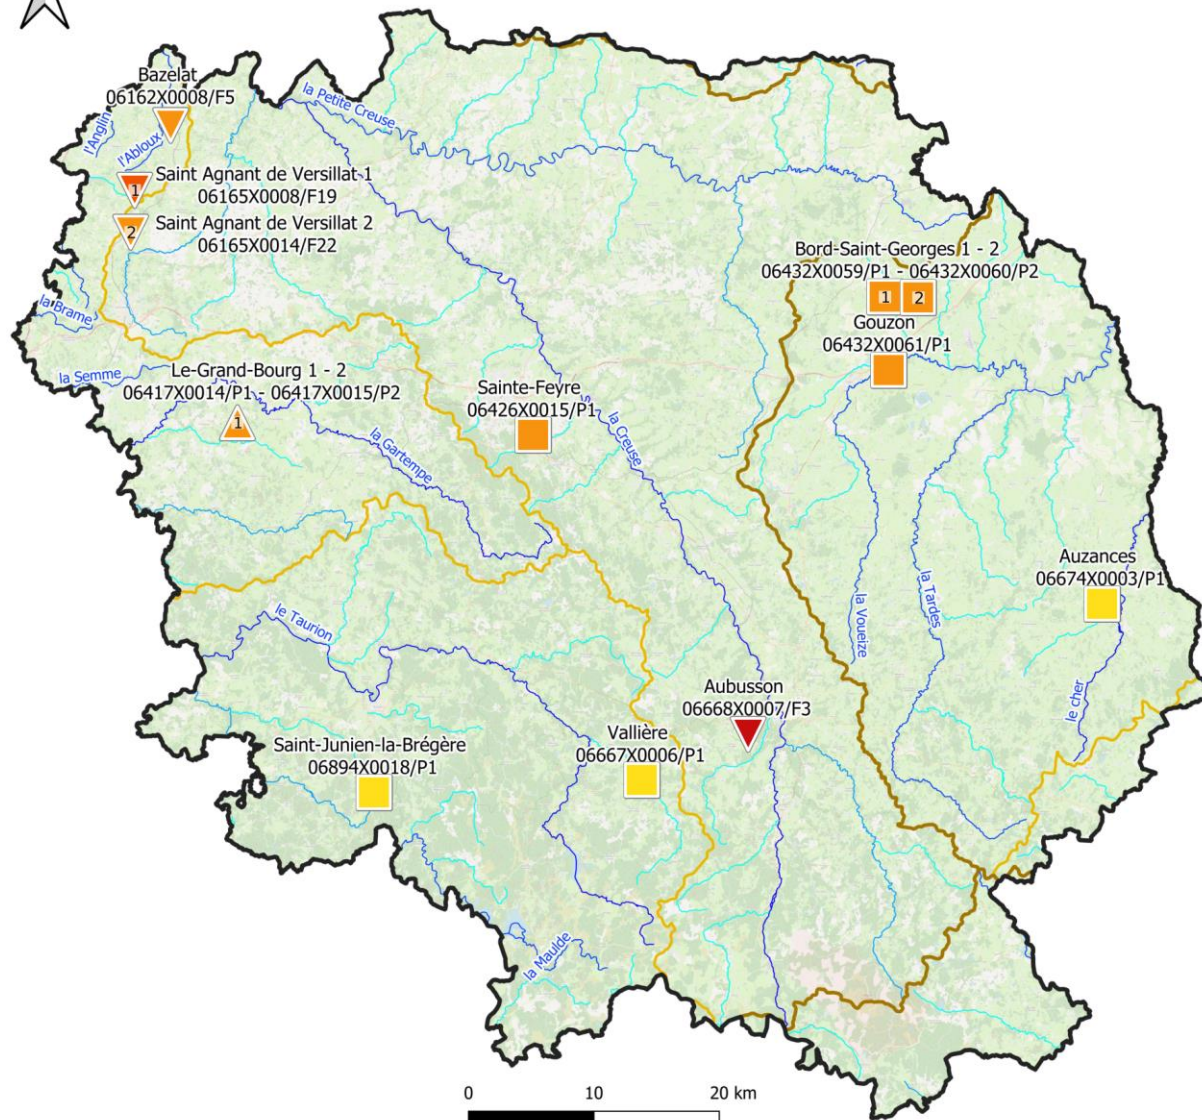 Bazelat
06162X0008/F5
la Petite Creuse
l'Anglin
l'Abloux
1
Saint Agnant de Versillat 1
06165X0008/F19
2
Saint Agnant de Versillat 2
06165X0014/F22
Bord-Saint-Georges 1 - 2
06432X0059/P1 - 06432X0060/P2
1
2
la Brame
Gouzon
06432X0061/P1
la Semme
Le-Grand-Bourg 1 - 2
06417X0014/P1 - 06417X0015/P2
1
Sainte-Feyre
06426X0015/P1
la Creuse
la Gartempe
Auzances
06674X0003/P1
la Voueize
la Tardes
le Taurion
Aubusson
06668X0007/F3
le cher
Vallière
06667X0006/P1
Saint-Junien-la-Brégère
06894X0018/P1
la Maulde
0 10 20 km